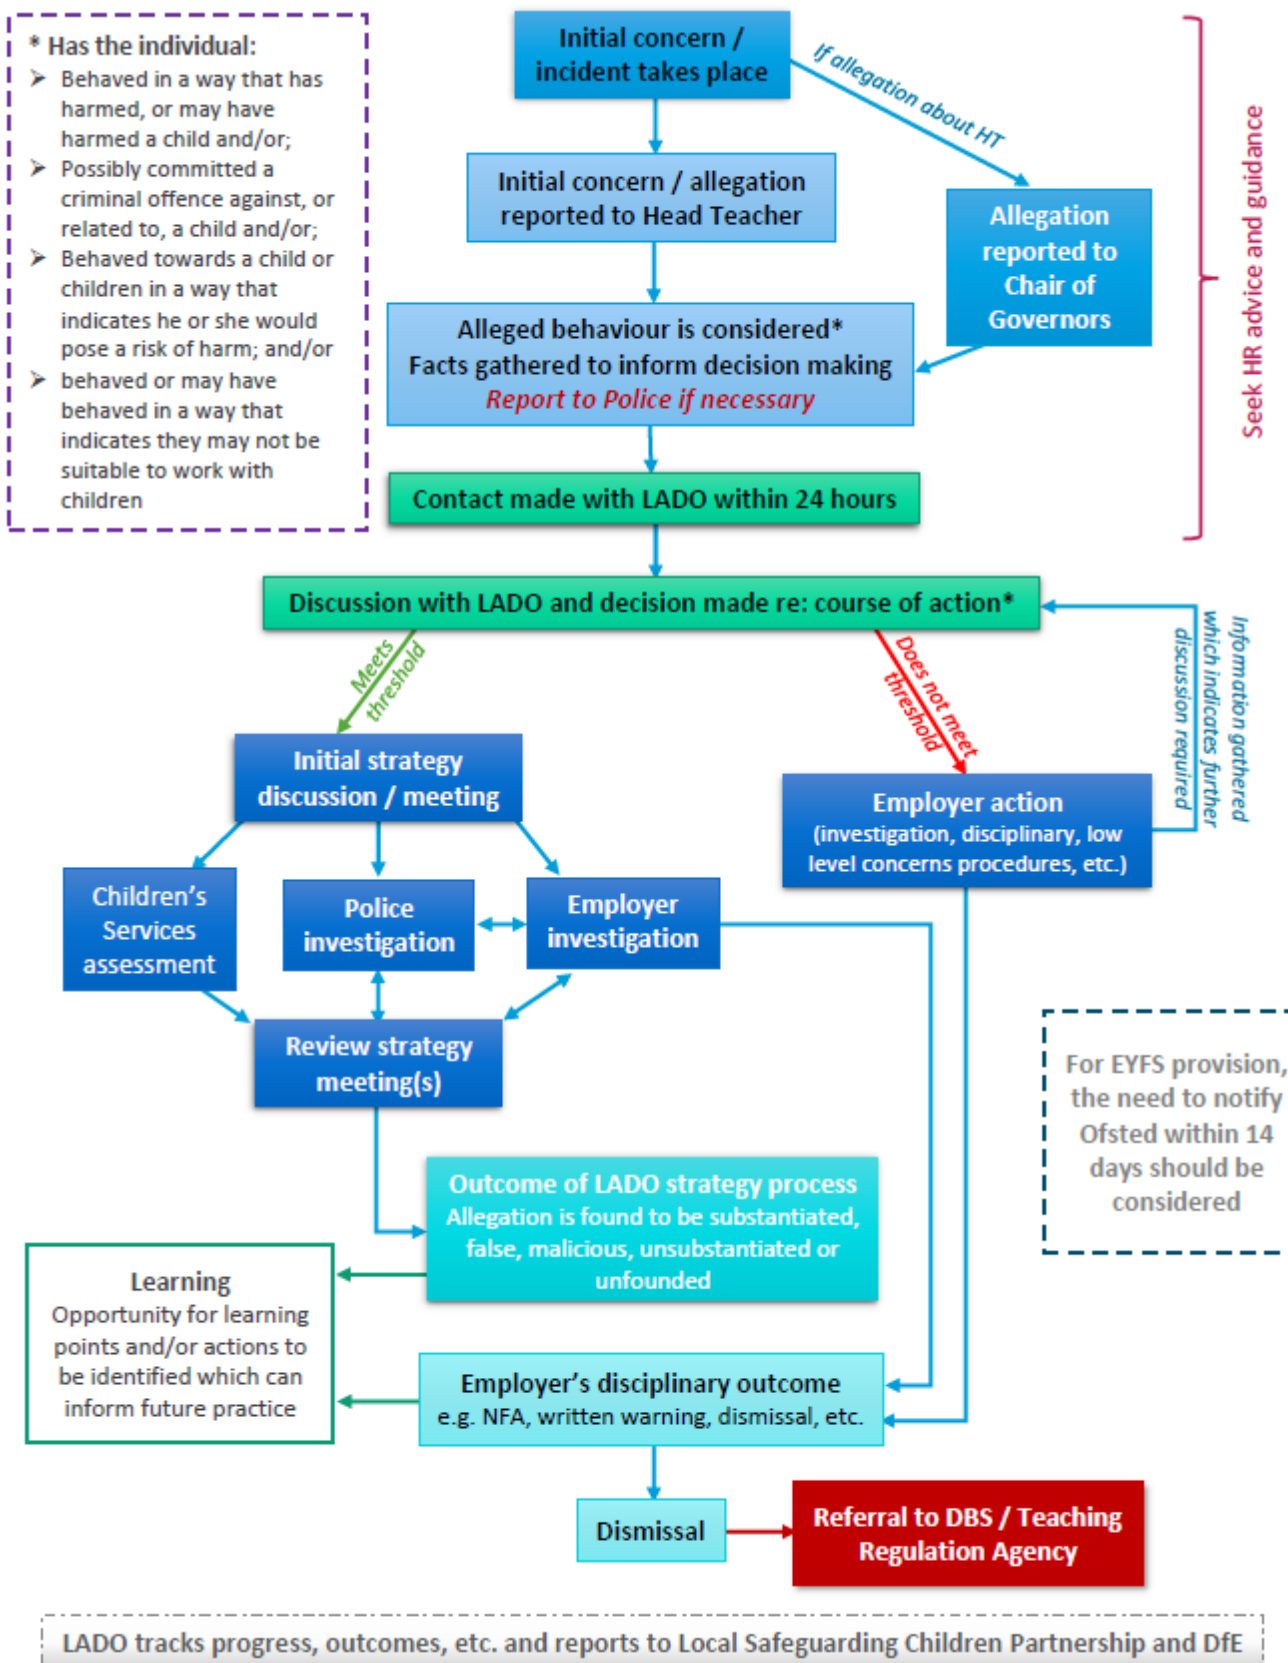 * Has the individual:
➢ Behaved in a way that has
harmed, or may have
harmed a child and/or;
➢ Possibly committed a
criminal offence against, or
related to, a child and/or;
➢ Behaved towards a child or
children in a way that
indicates he or she would
pose a risk of harm; and/or
➢ behaved or may have
behaved in a way that
indicates they may not be
suitable to work with
children
Initial concern /
incident takes place
If allegation about HT
Initial concern / allegation
reported to Head Teacher
Allegation
reported to
Chair of
Governors
Seek HR advice and guidance
Alleged behaviour is considered*
Facts gathered to inform decision making
Report to Police if necessary
Contact made with LADO within 24 hours
Discussion with LADO and decision made re: course of action*
Meets
threshold
Does not meet
threshold
Information gathered
which indicates further
discussion required
Initial strategy
discussion / meeting
Employer action
(investigation, disciplinary, low
level concerns procedures, etc.)
Children's
Services
assessment
Police
investigation
Employer
investigation
Review strategy
meeting(s)
For EYFS provision,
the need to notify
Ofsted within 14
days should be
considered
Outcome of LADO strategy process
Allegation is found to be substantiated,
false, malicious, unsubstantiated or
unfounded
Learning
Opportunity for learning
points and/or actions to
be identified which can
inform future practice
Employer's disciplinary outcome
e.g. NFA, written warning, dismissal, etc.
Dismissal
Referral to DBS / Teaching
Regulation Agency
LADO tracks progress, outcomes, etc. and reports to Local Safeguarding Children Partnership and DfE